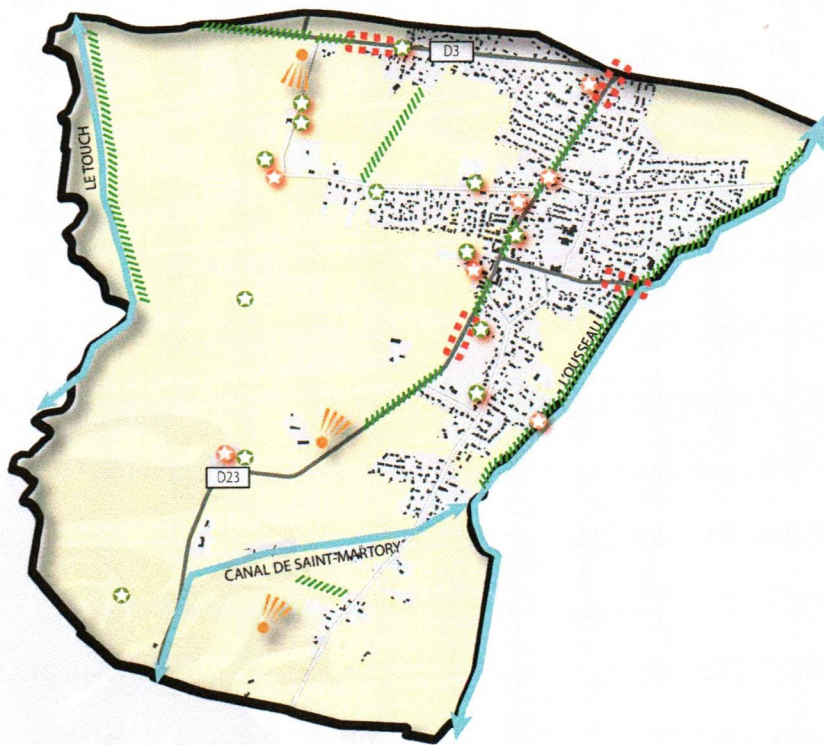 D3
LE TOUCH
L'OUSSEAU
D23
CANAL DE SAINT-MARTORY